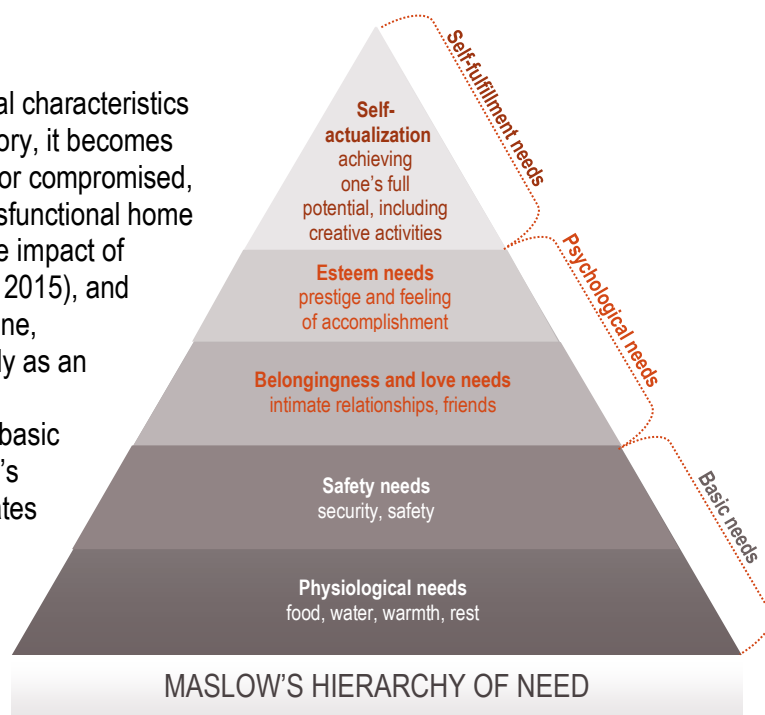 al characteristics
ory, it becomes
or compromised,
sfunctional home
e impact of
2015), and
ne,
ly as an
basic
's
ates
Self-
actualization
achieving
one's full
potential, including
creative activities
Esteem needs
prestige and feeling
of accomplishment
Belongingness and love needs
intimate relationships, friends
Safety needs
security, safety
Physiological needs
food, water, warmth, rest
Self-fulfillment needs
Psychological needs
Basic needs
MASLOW'S HIERARCHY OF NEED